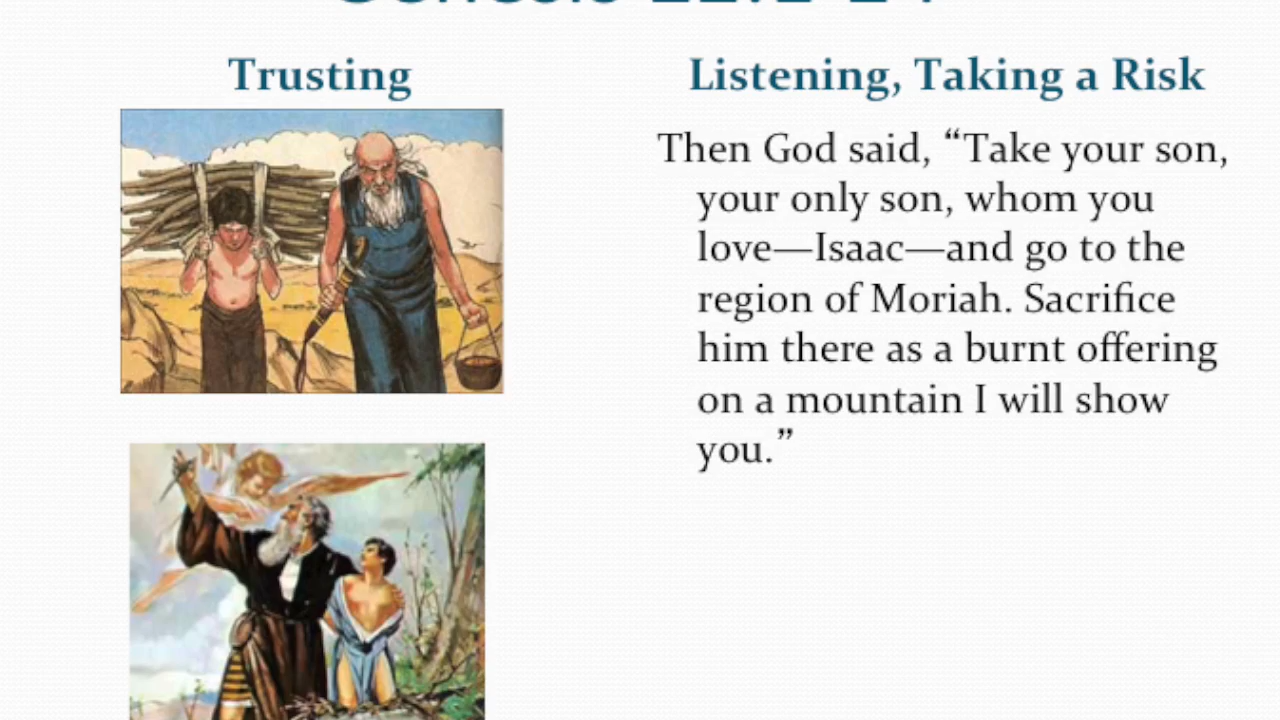 Trusting
Listening, Taking a Risk
Then God said, “Take your son,
your only son, whom you
love—Isaac—and go to the
region of Moriah. Sacrifice
him there as a burnt offering
on a mountain I will show
you.”